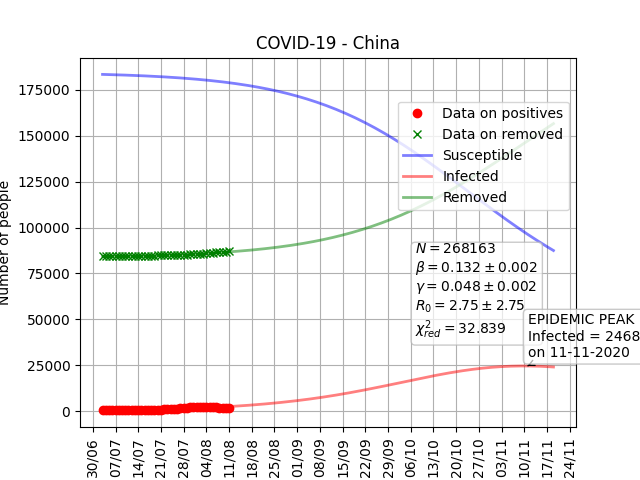 COVID-19 - China
Number of people
175000
150000
125000
100000
75000
50000
25000
0
Data on positives
Data on removed
Susceptible
Infected
Removed
N = 268163
β = 0.132 ± 0.002
γ = 0.048 ± 0.002
R₀ = 2.75 ± 2.75
χ²_red = 32.839
EPIDEMIC PEAK
Infected = 2468
on 11-11-2020
30/06 07/07 14/07 21/07 28/07 04/08 11/08 18/08 25/08 01/09 08/09 15/09 22/09 29/09 06/10 13/10 20/10 27/10 03/11 10/11 17/11 24/11